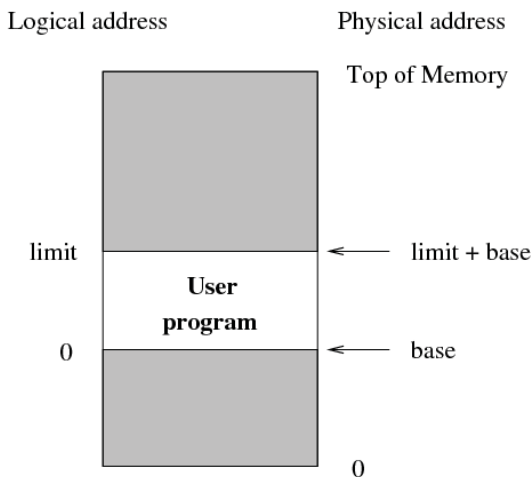 Logical address
Physical address
Top of Memory
limit
limit + base
User
program
0
base
0